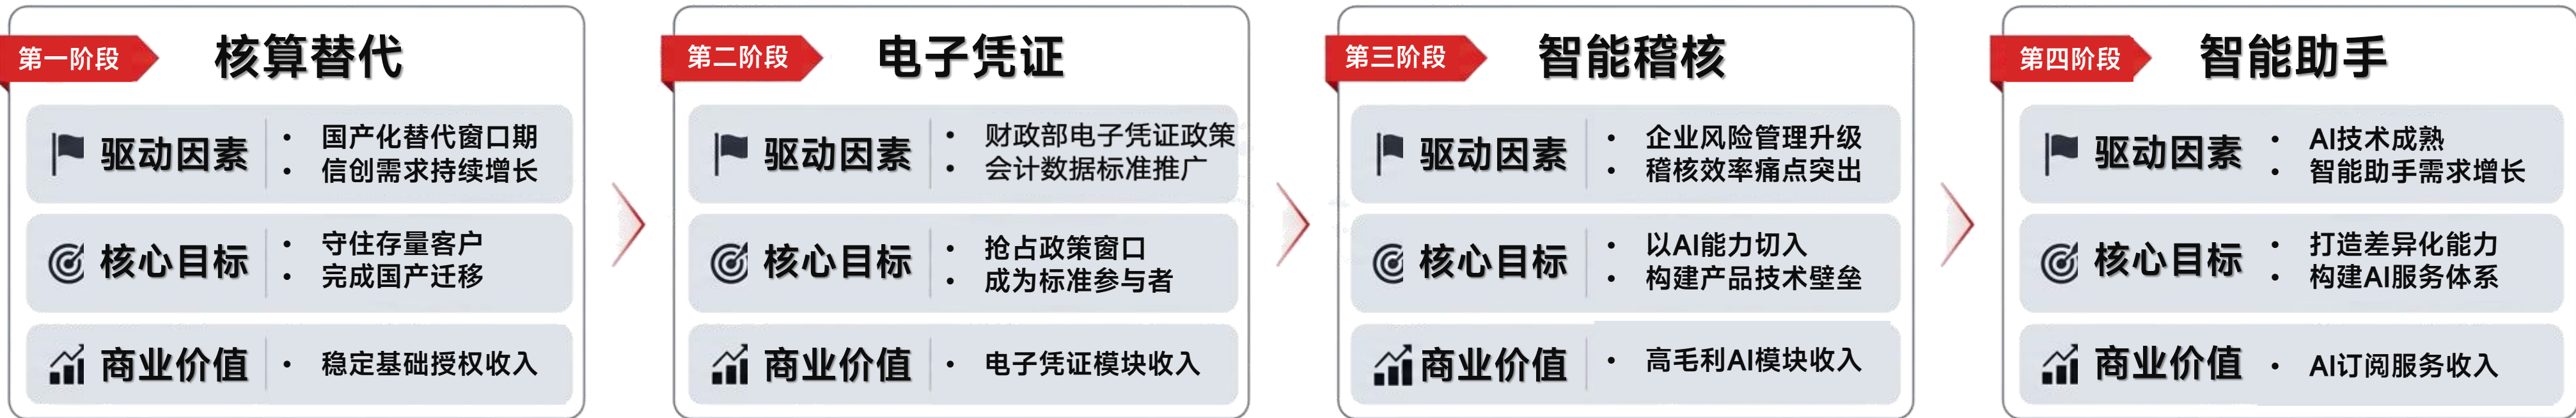 第一阶段
核算替代
驱动因素
• 国产化替代窗口期
• 信创需求持续增长
核心目标
• 守住存量客户
• 完成国产迁移
商业价值
• 稳定基础授权收入
第二阶段
电子凭证
驱动因素
• 财政部电子凭证政策
• 会计数据标准推广
核心目标
• 抢占政策窗口
• 成为标准参与者
商业价值
• 电子凭证模块收入
第三阶段
智能稽核
驱动因素
• 企业风险管理升级
• 稽核效率痛点突出
核心目标
• 以AI能力切入
• 构建产品技术壁垒
商业价值
• 高毛利AI模块收入
第四阶段
智能助手
驱动因素
• AI技术成熟
• 智能助手需求增长
核心目标
• 打造差异化能力
• 构建AI服务体系
商业价值
• AI订阅服务收入